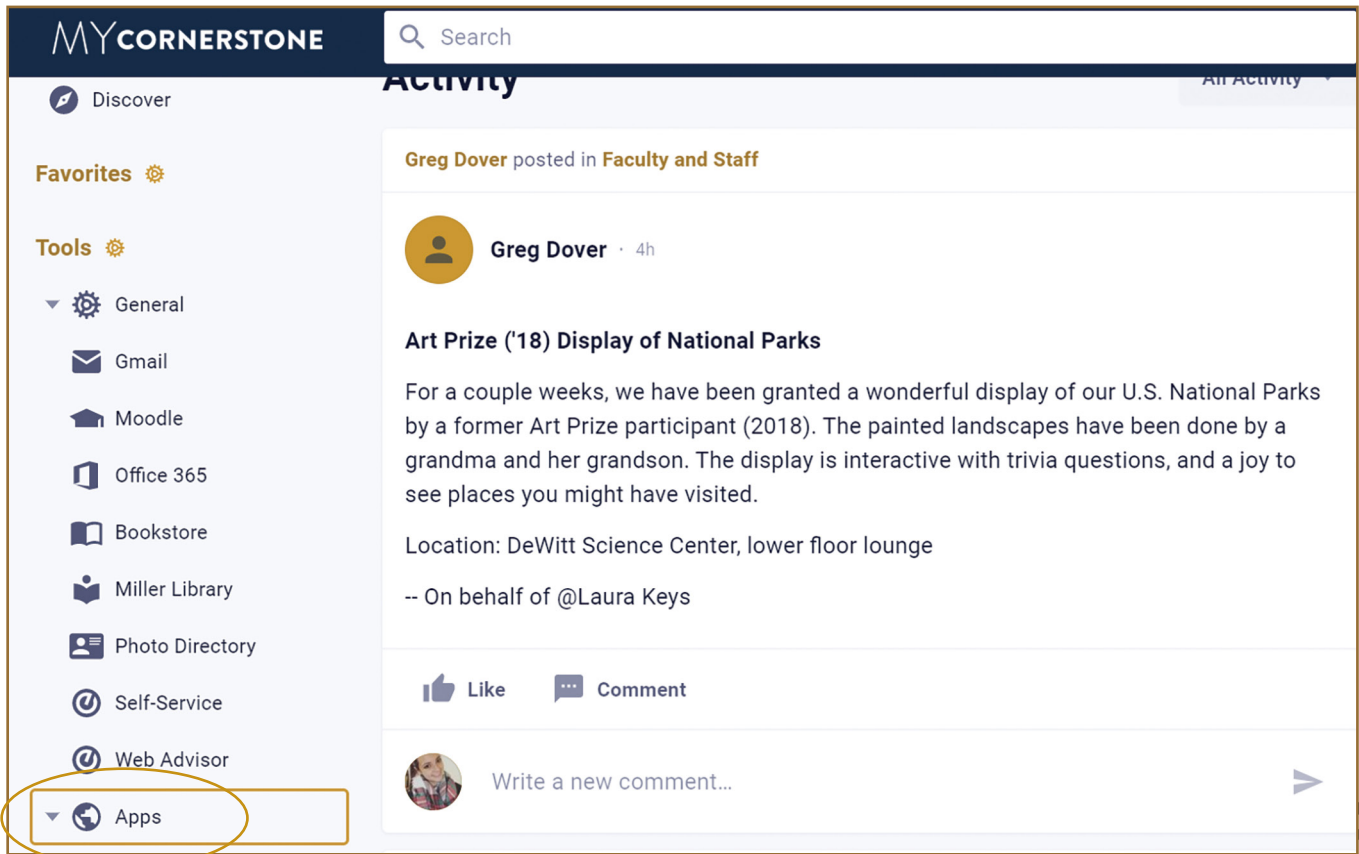 MYCORNERSTONE
Search
Discover
Favorites
Tools
General
Gmail
Moodle
Office 365
Bookstore
Miller Library
Photo Directory
Self-Service
Web Advisor
Apps
Activity
All Activity
Greg Dover posted in Faculty and Staff
Greg Dover · 4h
Art Prize ('18) Display of National Parks
For a couple weeks, we have been granted a wonderful display of our U.S. National Parks
by a former Art Prize participant (2018). The painted landscapes have been done by a
grandma and her grandson. The display is interactive with trivia questions, and a joy to
see places you might have visited.
Location: DeWitt Science Center, lower floor lounge
-- On behalf of @Laura Keys
Like
Comment
Write a new comment...